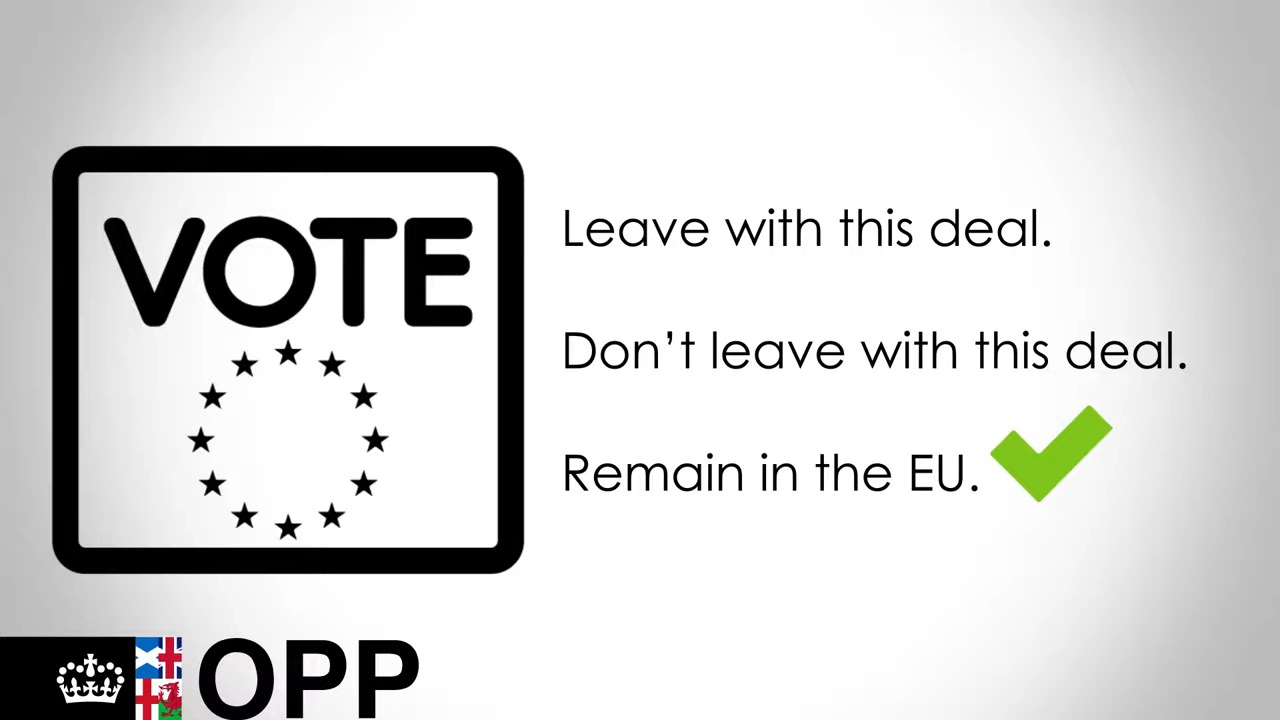 VOTE
Leave with this deal.
Don’t leave with this deal.
Remain in the EU.
OPP